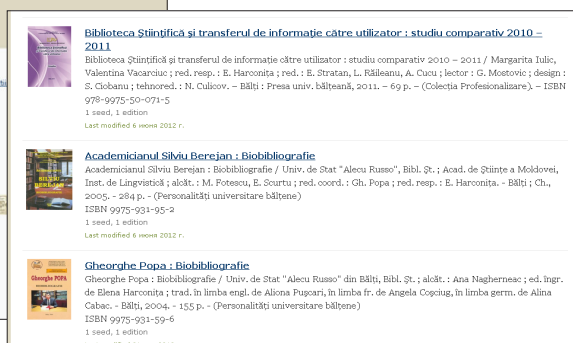 Biblioteca Ştiinţifică şi transferul de informaţie către utilizator : studiu comparativ 2010 –
2011
Biblioteca Ştiinţifică şi transferul de informaţie către utilizator : studiu comparativ 2010 – 2011 / Margarita Iulic,
Valentina Vacarciuc ; red. resp. : E. Harconiţa ; red. : E. Stratan, L. Răileanu, A. Cucu ; lector : G. Mostovic ; design :
S. Ciobanu ; tehnored. : N. Culicov. – Bălţi : Presa univ. bălţeană, 2011. – 69 p. – (Colecţia Profesionalizare). – ISBN
978-9975-50-071-5
1 seed, 1 edition
Last modified 6 июня 2012 г.
SILVIU
BEREJAN
Academicianul Silviu Berejan : Biobibliografie
Academicianul Silviu Berejan : Biobibliografie / Univ. de Stat "Alecu Russo", Bibl. Şt. ; Acad. de Ştiinţe a Moldovei,
Inst. de Lingvistică ; alcăt. : M. Fotescu, E. Scurtu ; red. coord. : Gh. Popa ; red. resp. : E. Harconiţa. - Bălţi ; Ch.,
2005. - 284 p. - (Personalităţi universitare bălţene)
ISBN 9975-931-95-2
1 seed, 1 edition
Last modified 6 июня 2012 г.
Gheorghe POPA
Gheorghe Popa : Biobibliografie
Gheorghe Popa : Biobibliografie / Univ. de Stat "Alecu Russo" din Bălţi, Bibl. Şt. ; alcăt. : Ana Nagherneac ; ed. îngr.
de Elena Harconiţa ; trad. în limba engl. de Aliona Puşcari, în limba fr. de Angela Coşciug, în limba germ. de Alina
Cabac. - Bălţi, 2004. - 155 p. - (Personalităţi universitare bălţene)
ISBN 9975-931-59-6
1 seed, 1 edition